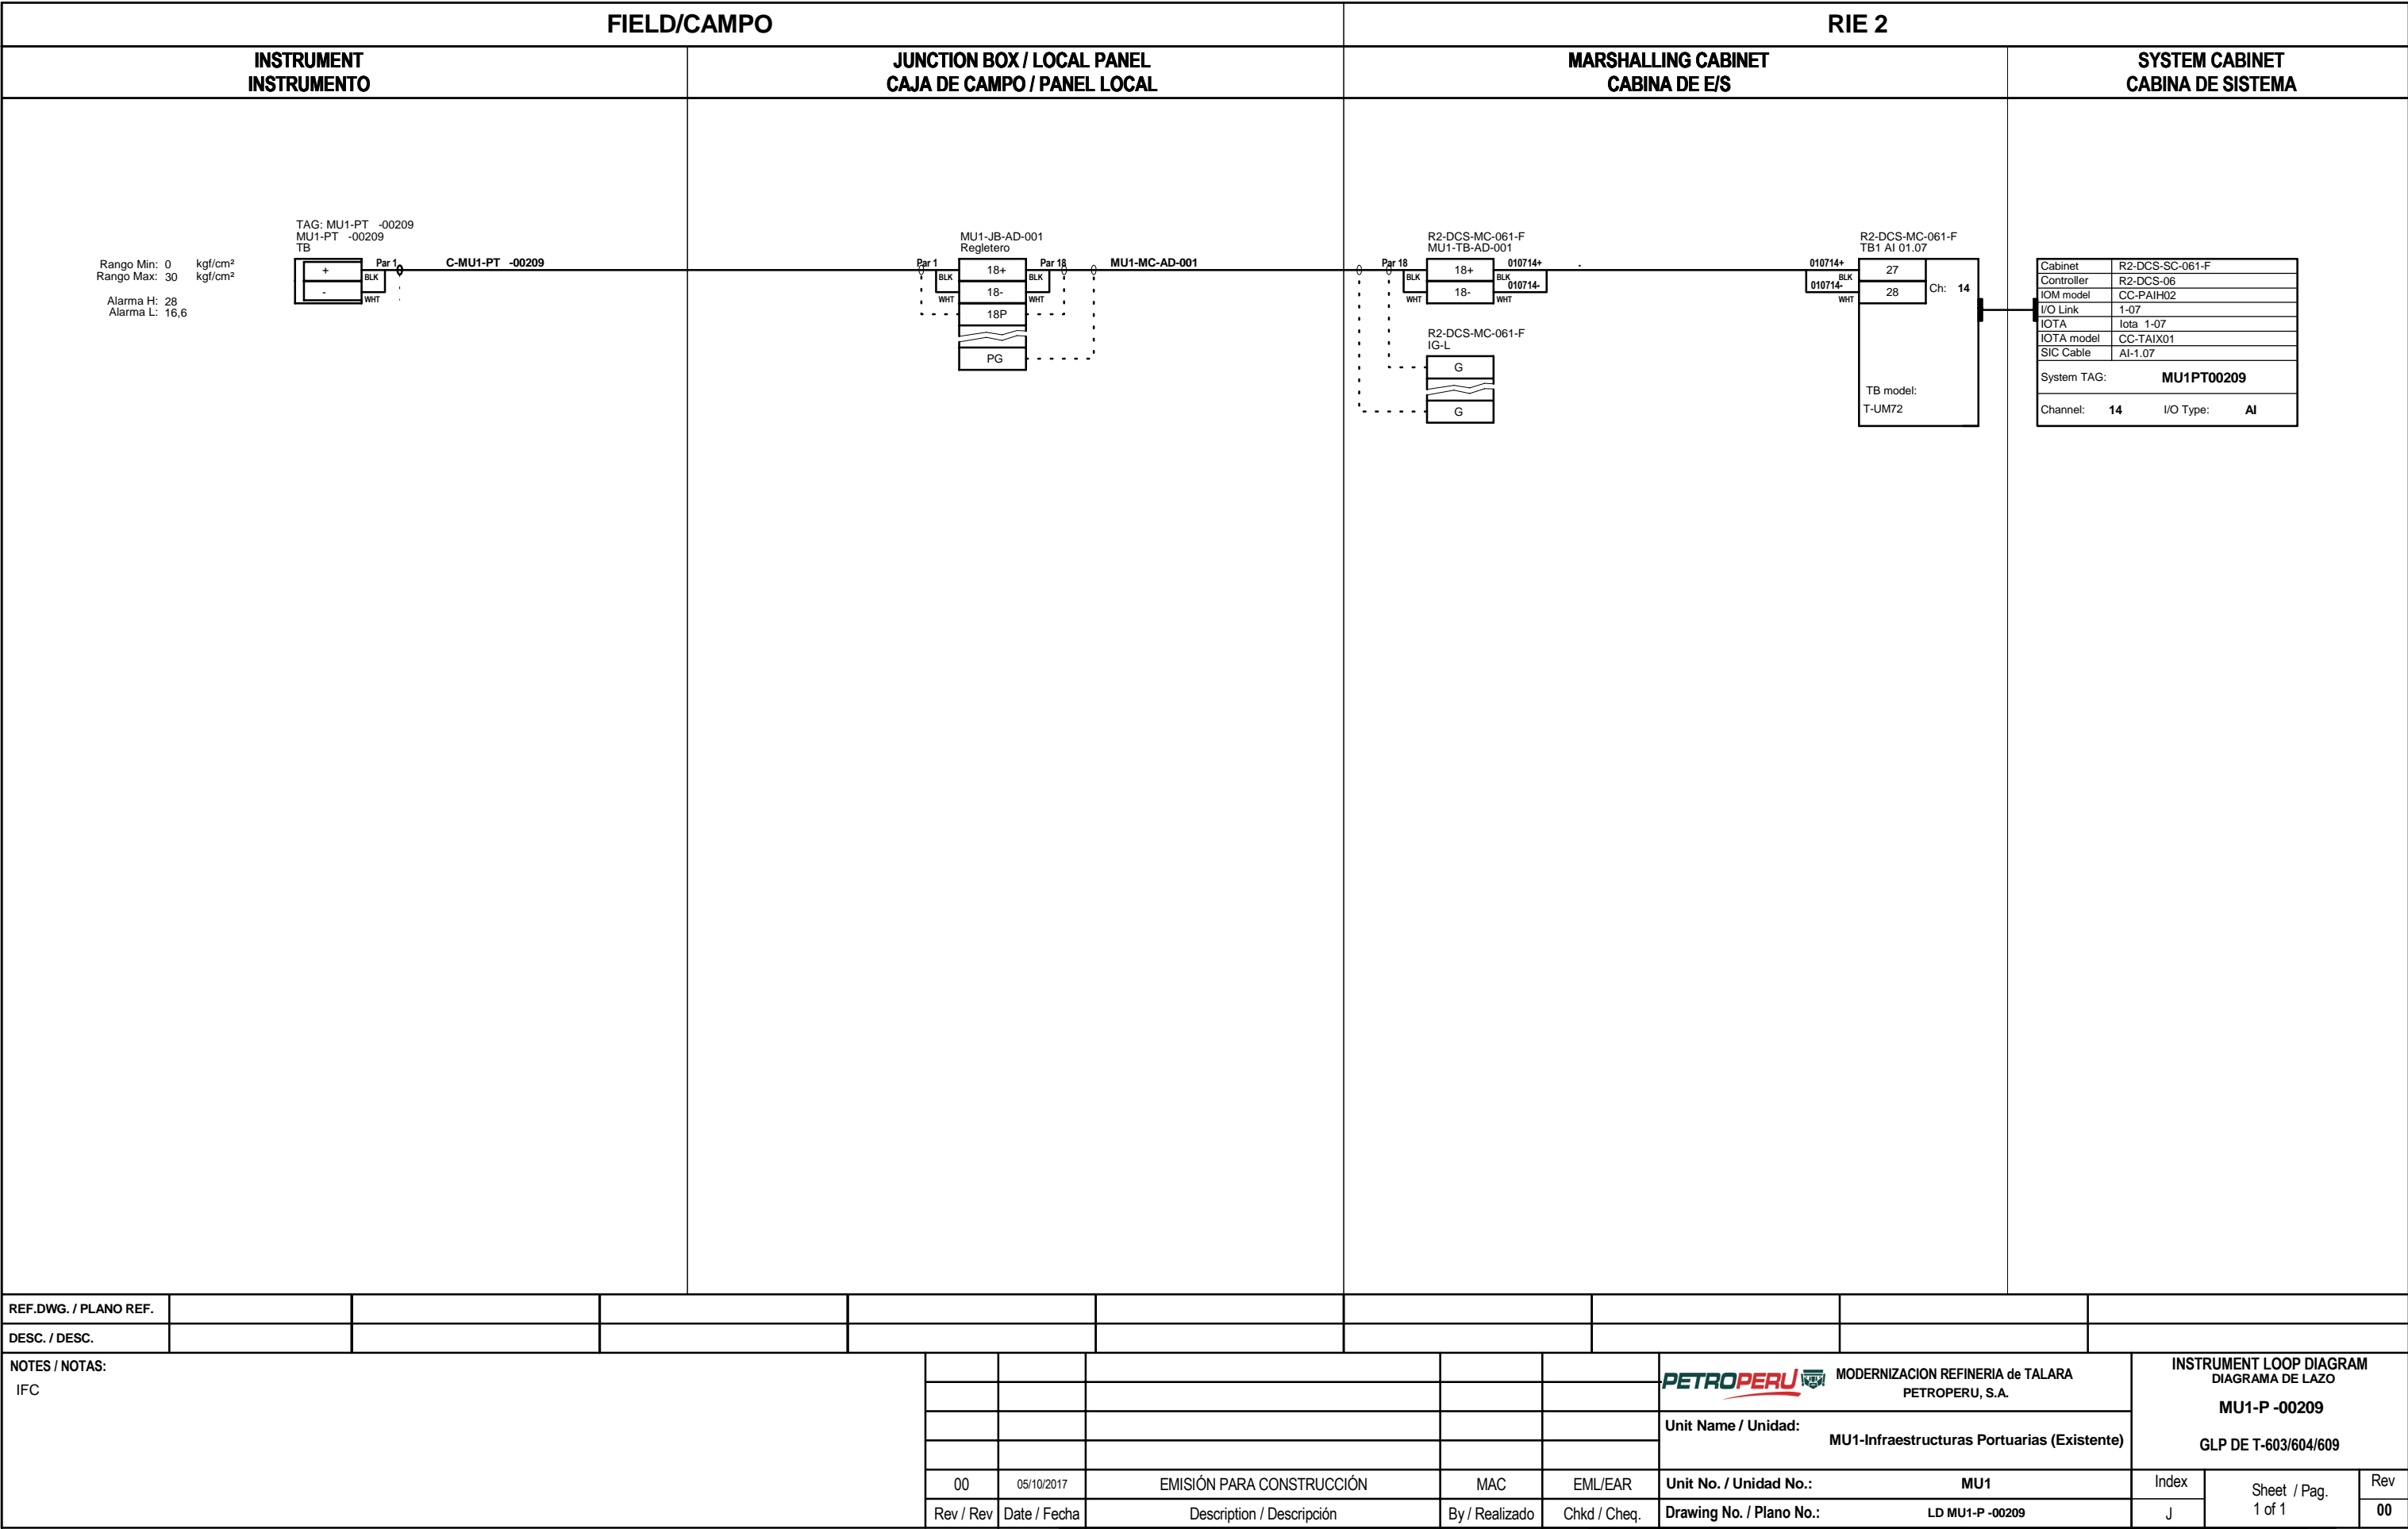 FIELD/CAMPO
RIE 2
INSTRUMENT
INSTRUMENTO
JUNCTION BOX / LOCAL PANEL
CAJA DE CAMPO / PANEL LOCAL
MARSHALLING CABINET
CABINA DE E/S
SYSTEM CABINET
CABINA DE SISTEMA
TAG: MU1-PT -00209
MU1-PT -00209
TB
Rango Min: 0 kgf/cm²
Rango Max: 30 kgf/cm²
Alarma H: 28
Alarma L: 16,6
+
-
Par 1
BLK
WHT
C-MU1-PT -00209
MU1-JB-AD-001
Regletero
Par 1
BLK
WHT
18+
18-
18P
PG
Par 18
BLK
WHT
MU1-MC-AD-001
R2-DCS-MC-061-F
MU1-TB-AD-001
Par 18
BLK
WHT
18+
18-
010714+
BLK
010714-
WHT
R2-DCS-MC-061-F
IG-L
G
G
R2-DCS-MC-061-F
TB1 AI 01.07
010714+
BLK
010714-
WHT
27
28
Ch: 14
TB model:
T-UM72
Cabinet R2-DCS-SC-061-F
Controller R2-DCS-06
IOM model CC-PAIH02
I/O Link 1-07
IOTA Iota 1-07
IOTA model CC-TAIX01
SIC Cable AI-1.07
System TAG: MU1PT00209
Channel: 14 I/O Type: AI
REF.DWG. / PLANO REF.
DESC. / DESC.
NOTES / NOTAS:
IFC
00 05/10/2017 EMISIÓN PARA CONSTRUCCIÓN MAC EML/EAR
Rev / Rev Date / Fecha Description / Descripción By / Realizado Chkd / Cheq.
PETROPERU
MODERNIZACION REFINERIA de TALARA
PETROPERU, S.A.
Unit Name / Unidad:
MU1-Infraestructuras Portuarias (Existente)
Unit No. / Unidad No.: MU1
Drawing No. / Plano No.: LD MU1-P -00209
INSTRUMENT LOOP DIAGRAM
DIAGRAMA DE LAZO
MU1-P -00209
GLP DE T-603/604/609
Index
J
Sheet / Pag.
1 of 1
Rev
00